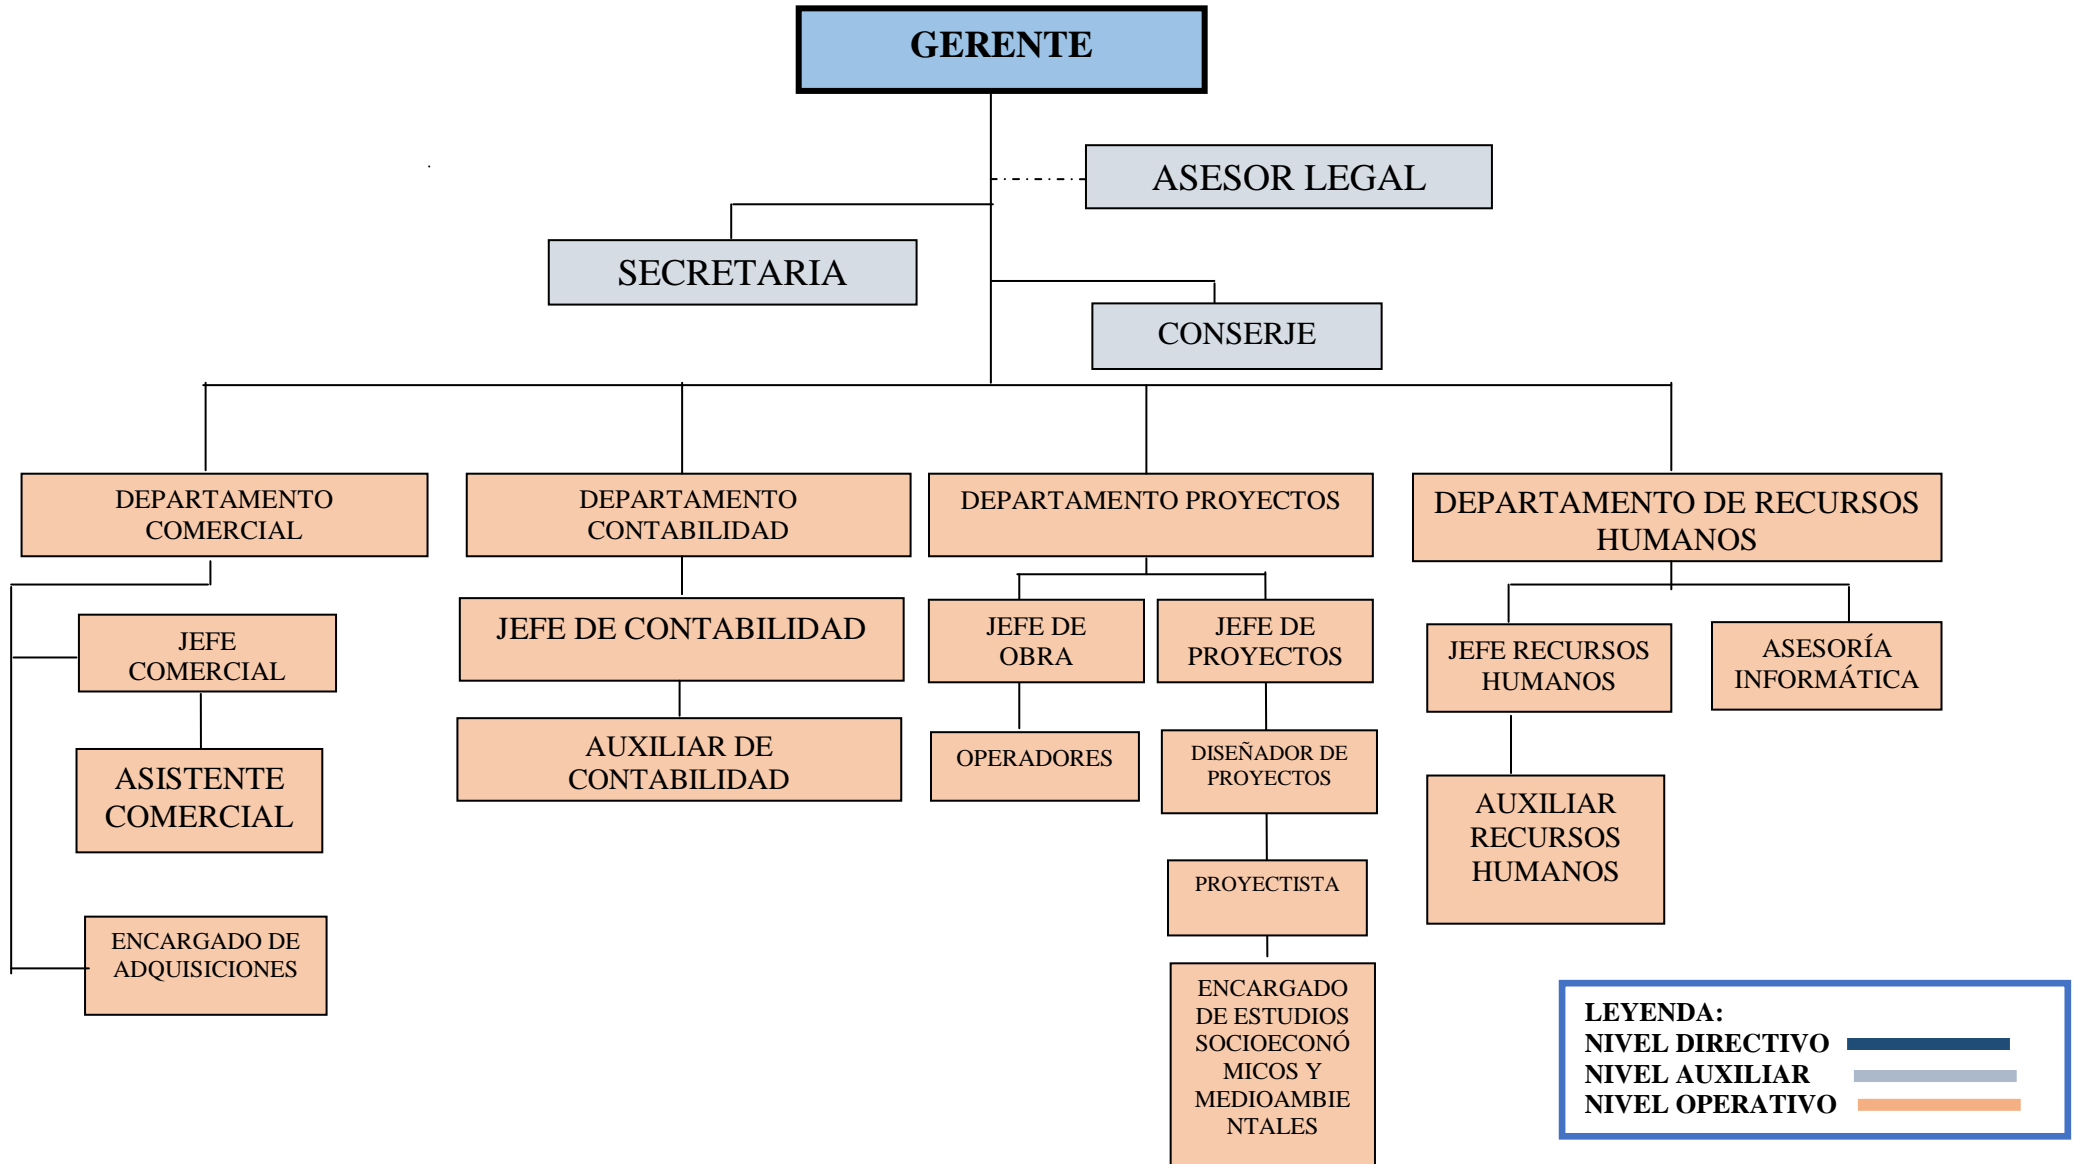 GERENTE
ASESOR LEGAL
SECRETARIA
CONSERJE
DEPARTAMENTO
COMERCIAL
DEPARTAMENTO
CONTABILIDAD
DEPARTAMENTO PROYECTOS
DEPARTAMENTO DE RECURSOS
HUMANOS
JEFE
COMERCIAL
JEFE DE CONTABILIDAD
JEFE DE
OBRA
JEFE DE
PROYECTOS
JEFE RECURSOS
HUMANOS
ASESORÍA
INFORMÁTICA
ASISTENTE
COMERCIAL
AUXILIAR DE
CONTABILIDAD
OPERADORES
DISEÑADOR DE
PROYECTOS
AUXILIAR
RECURSOS
HUMANOS
PROYECTISTA
ENCARGADO DE
ADQUISICIONES
ENCARGADO
DE ESTUDIOS
SOCIOECONÓ
MICOS Y
MEDIOAMBIE
NTALES
LEYENDA:
NIVEL DIRECTIVO
NIVEL AUXILIAR
NIVEL OPERATIVO